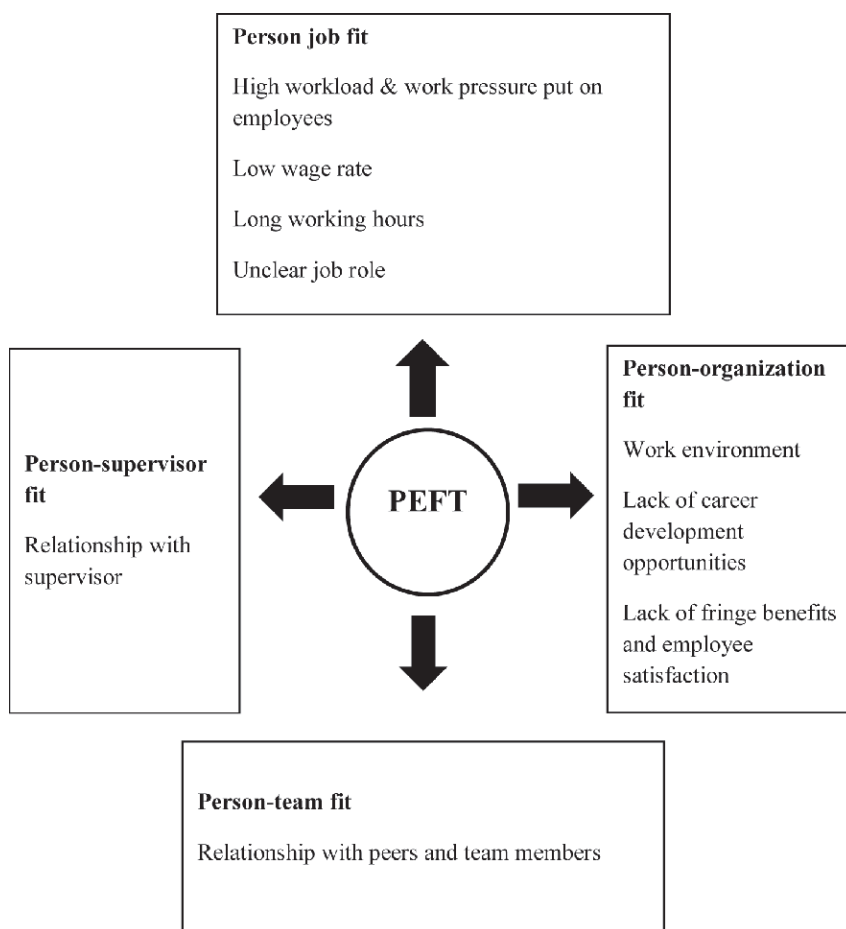 Person job fit
High workload & work pressure put on
employees
Low wage rate
Long working hours
Unclear job role
Person-supervisor
fit
Relationship with
supervisor
PEFT
Person-organization
fit
Work environment
Lack of career
development
opportunities
Lack of fringe benefits
and employee
satisfaction
Person-team fit
Relationship with peers and team members